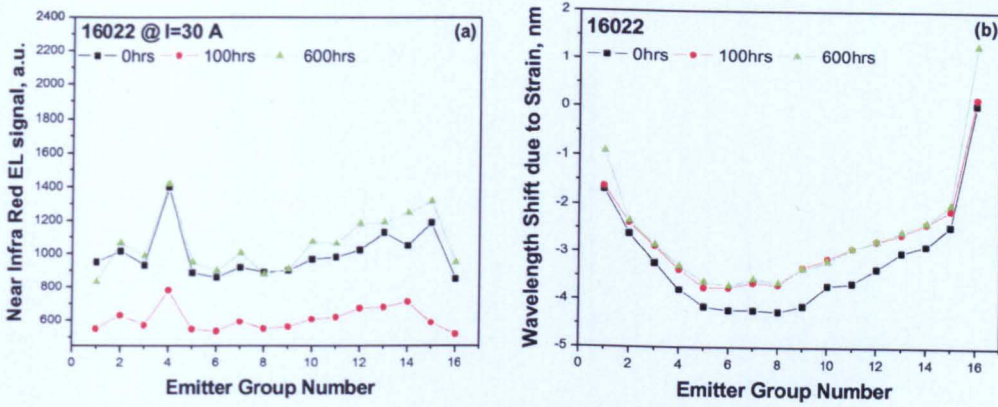 16022 @ I=30 A
(a)
0hrs 100hrs 600hrs
Near Infra Red EL signal, a.u.
2400
2200
2000
1800
1600
1400
1200
1000
800
600
0 2 4 6 8 10 12 14 16
Emitter Group Number
16022
(b)
0hrs 100hrs 600hrs
Wavelength Shift due to Strain, nm
2
1
0
-1
-2
-3
-4
-5
0 2 4 6 8 10 12 14 16
Emitter Group Number